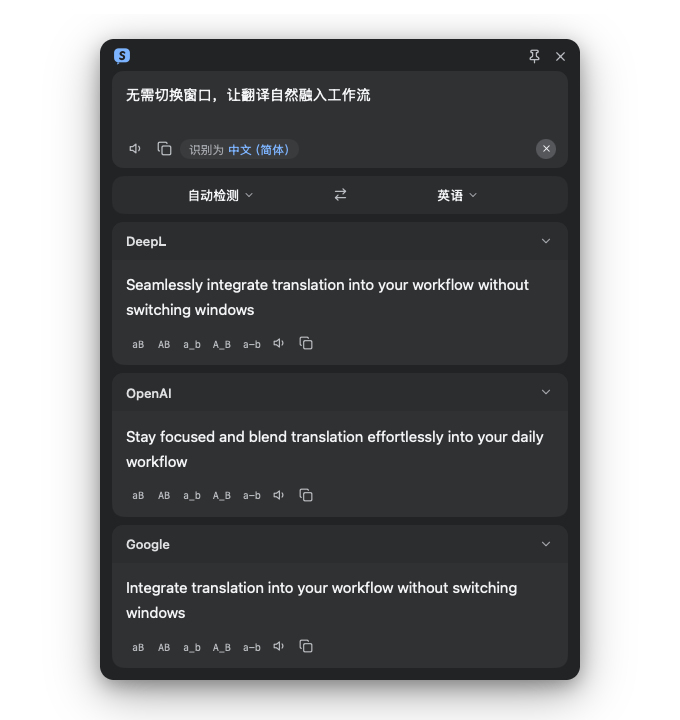 S
无需切换窗口，让翻译自然融入工作流
识别为 中文 (简体)
自动检测 英语
DeepL
Seamlessly integrate translation into your workflow without
switching windows
aB AB a_b A_B a-b
OpenAI
Stay focused and blend translation effortlessly into your daily
workflow
aB AB a_b A_B a-b
Google
Integrate translation into your workflow without switching
windows
aB AB a_b A_B a-b